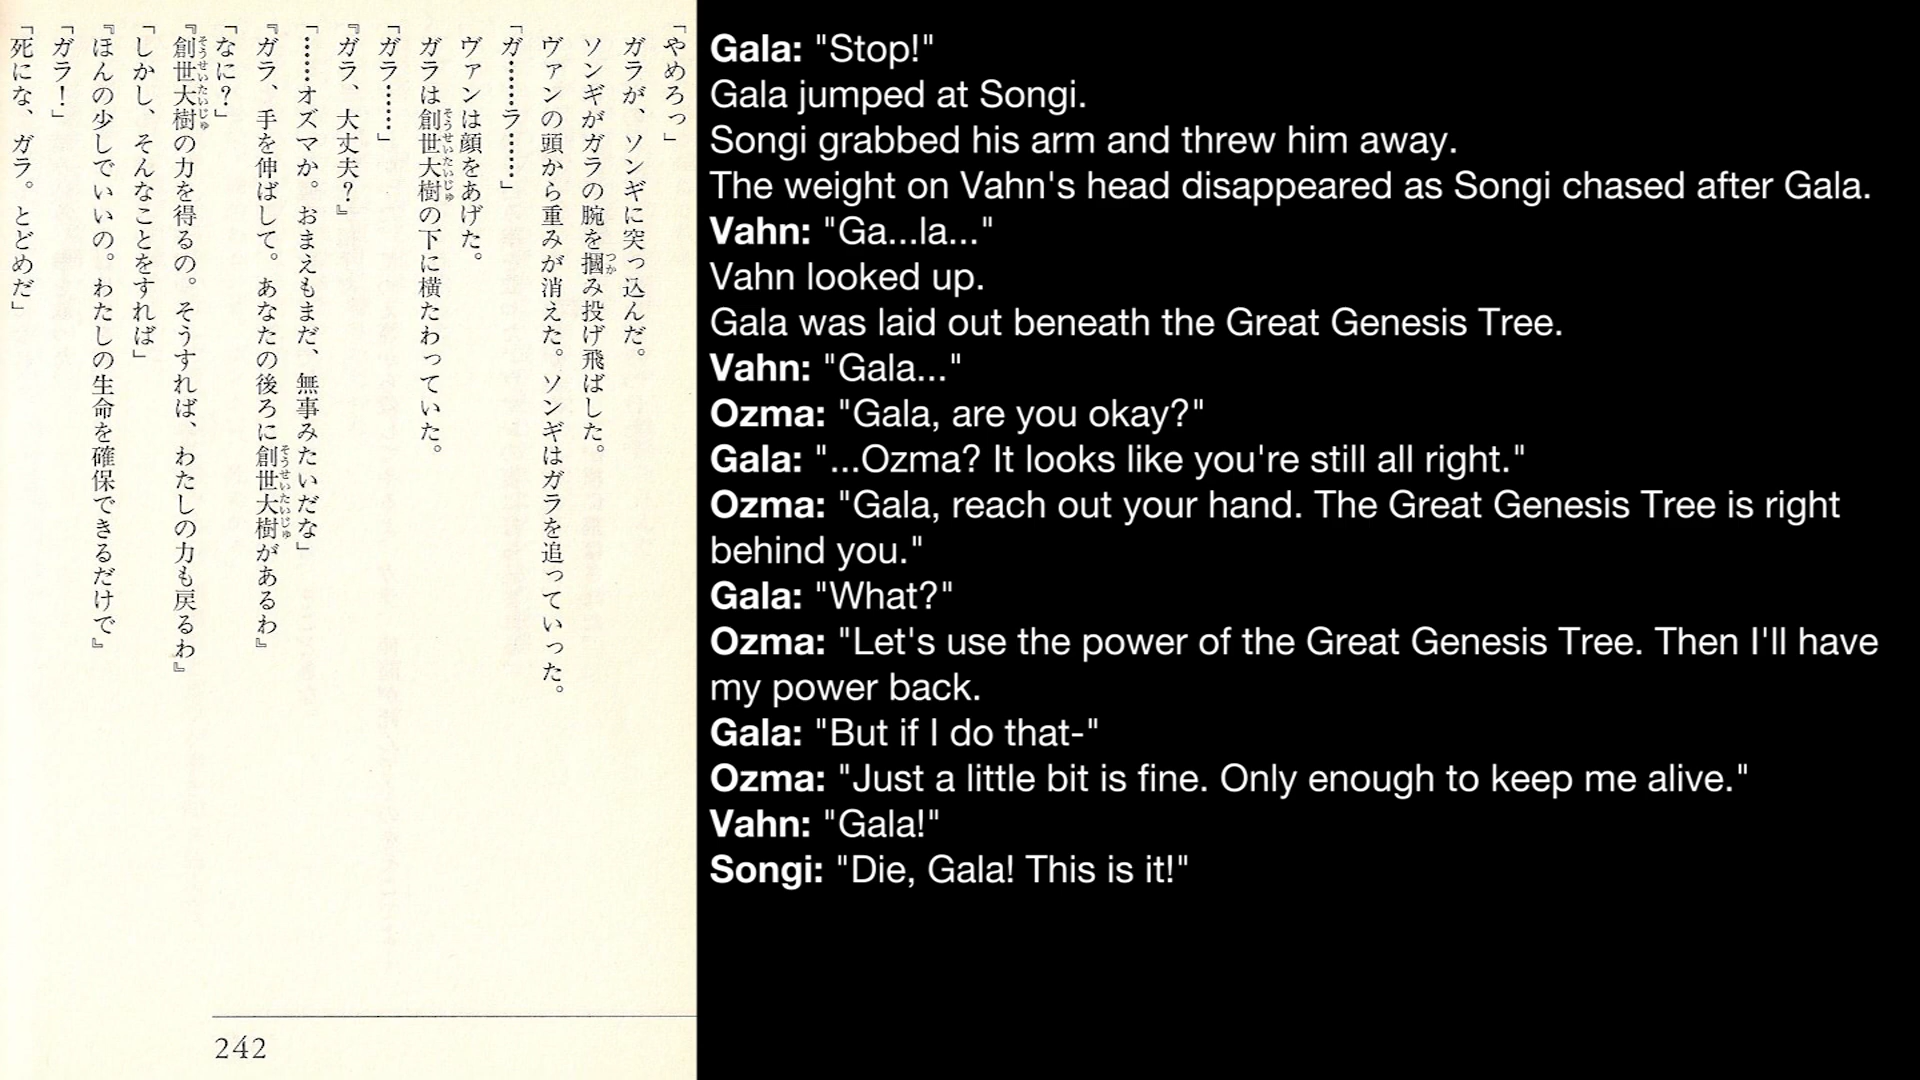 「やめろっ」
ガラが、ソンギに突っ込んだ。
ソンギがガラの腕を摑み投げ飛ばした。
ヴァンの頭から重みが消えた。ソンギはガラを追っていった。
「ガ……ラ……」
ヴァンは顔をあげた。
ガラは創世大樹の下に横たわっていた。
「ガラ……」
『ガラ、大丈夫？』
「……オズマか。おまえもまだ、無事みたいだな」
『ガラ、手を伸ばして。あなたの後ろに創世大樹があるわ』
「なに？」
『創世大樹の力を得るの。そうすれば、わたしの力も戻るわ』
「しかし、そんなことをすれば」
『ほんの少しでいいの。わたしの生命を確保できるだけで』
「ガラ！」
「死にな、ガラ。とどめだ」
242
Gala: "Stop!"
Gala jumped at Songi.
Songi grabbed his arm and threw him away.
The weight on Vahn's head disappeared as Songi chased after Gala.
Vahn: "Ga...la..."
Vahn looked up.
Gala was laid out beneath the Great Genesis Tree.
Vahn: "Gala..."
Ozma: "Gala, are you okay?"
Gala: "...Ozma? It looks like you're still all right."
Ozma: "Gala, reach out your hand. The Great Genesis Tree is right
behind you."
Gala: "What?"
Ozma: "Let's use the power of the Great Genesis Tree. Then I'll have
my power back.
Gala: "But if I do that-"
Ozma: "Just a little bit is fine. Only enough to keep me alive."
Vahn: "Gala!"
Songi: "Die, Gala! This is it!"